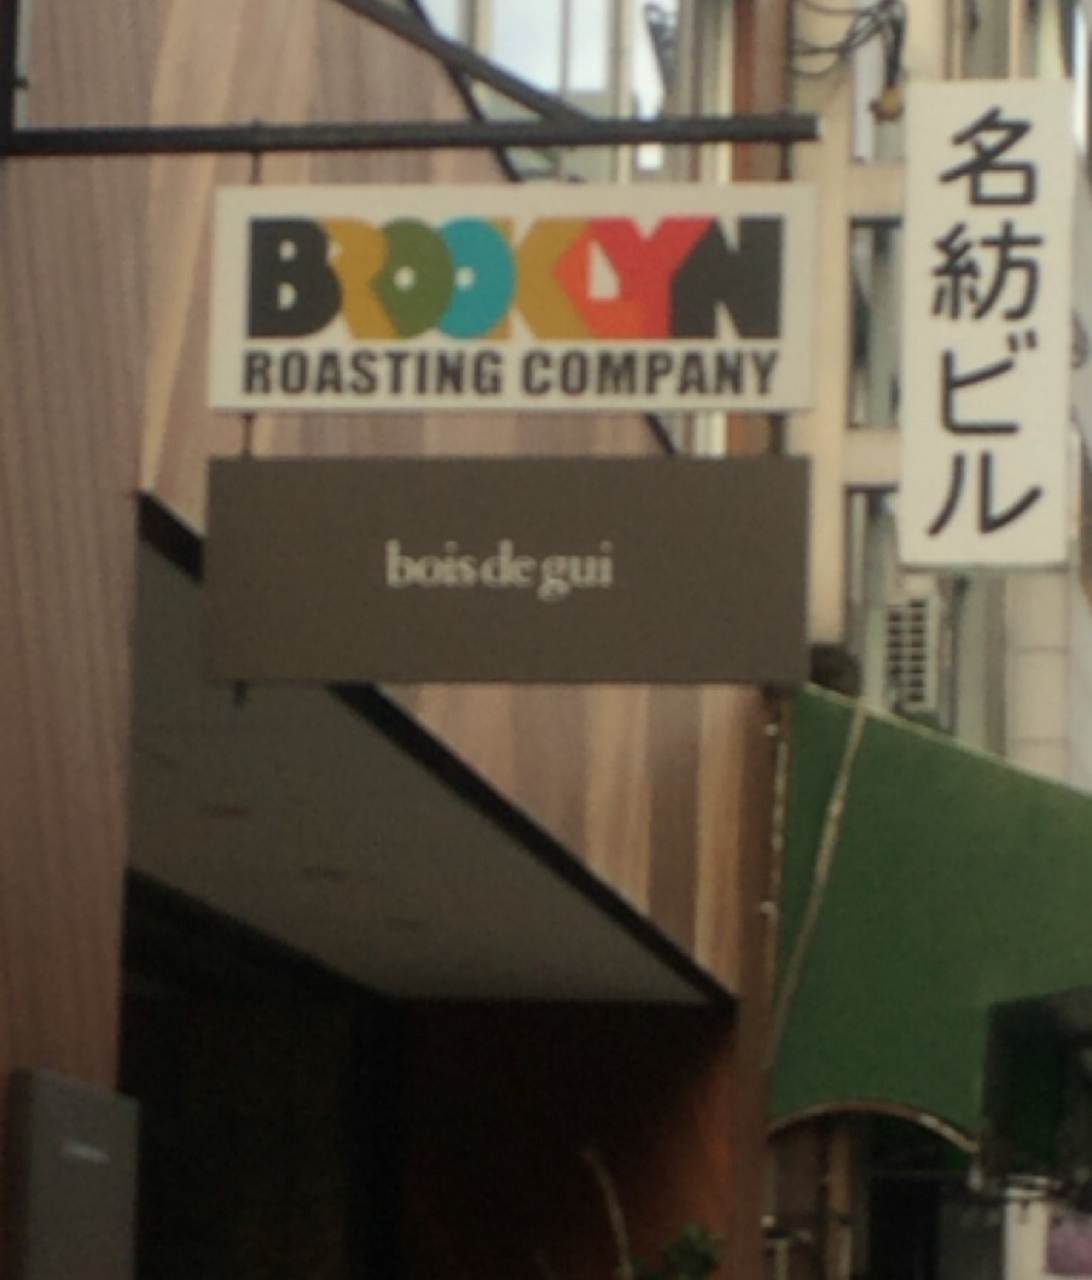 BROOKLYN
ROASTING COMPANY
bois de gui
名紡ビル